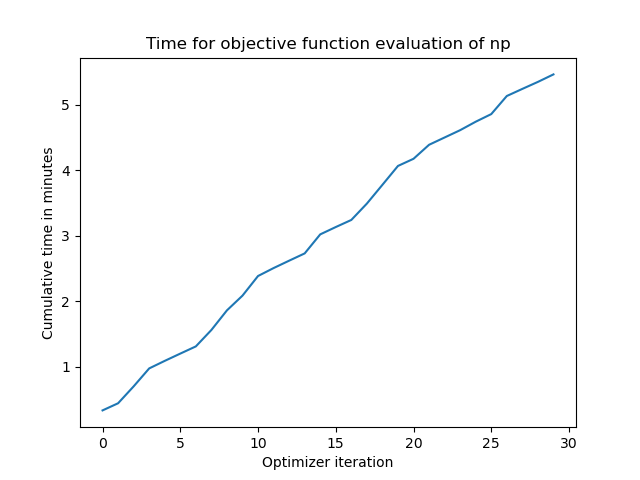 Time for objective function evaluation of np
Cumulative time in minutes
5
4
3
2
1
0 5 10 15 20 25 30
Optimizer iteration